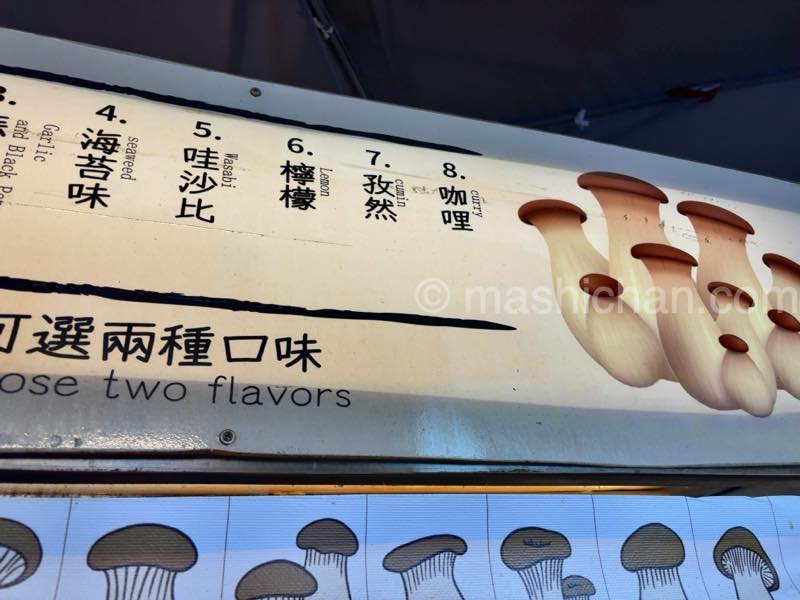 3.
Garlic
and Black
4.
海苔味
seaweed
5.
哇沙比
Wasabi
6.
檸檬
Lemon
7.
孜然
cumin
8.
咖哩
curry
可選兩種口味
ose two flavors
© mashichan.com